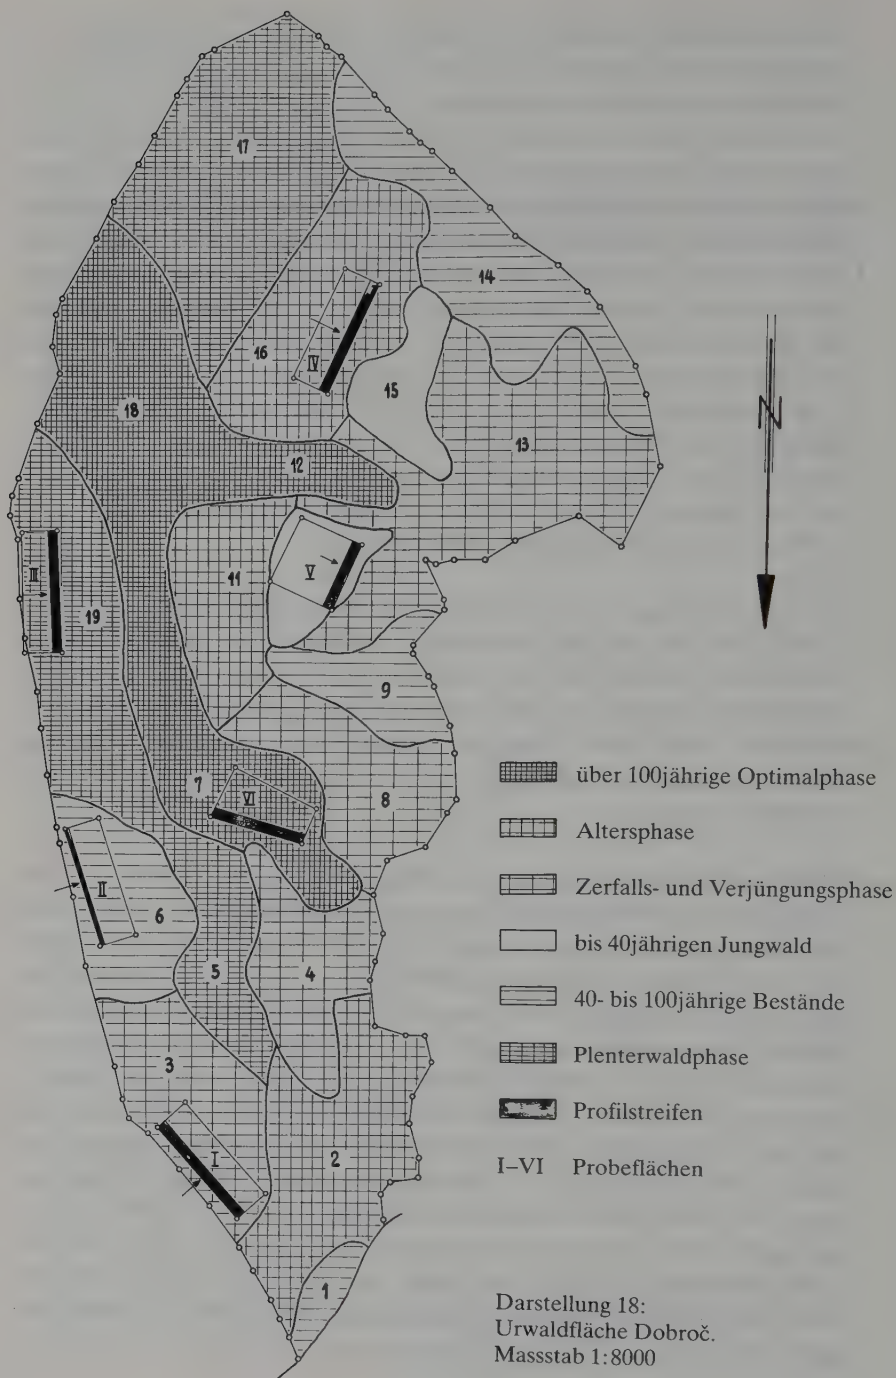 17
14
16
IV
15
18
13
12
N
V
11
III
19
9
7
VI
8
über 100jährige Optimalphase
Altersphase
II
6
Zerfalls- und Verjüngungsphase
bis 40jährigen Jungwald
5
4
40- bis 100jährige Bestände
3
Plenterwaldphase
Profilstreifen
I
2
I–VI Probeflächen
1
Darstellung 18:
Urwaldfläche Dobroč.
Massstab 1:8000